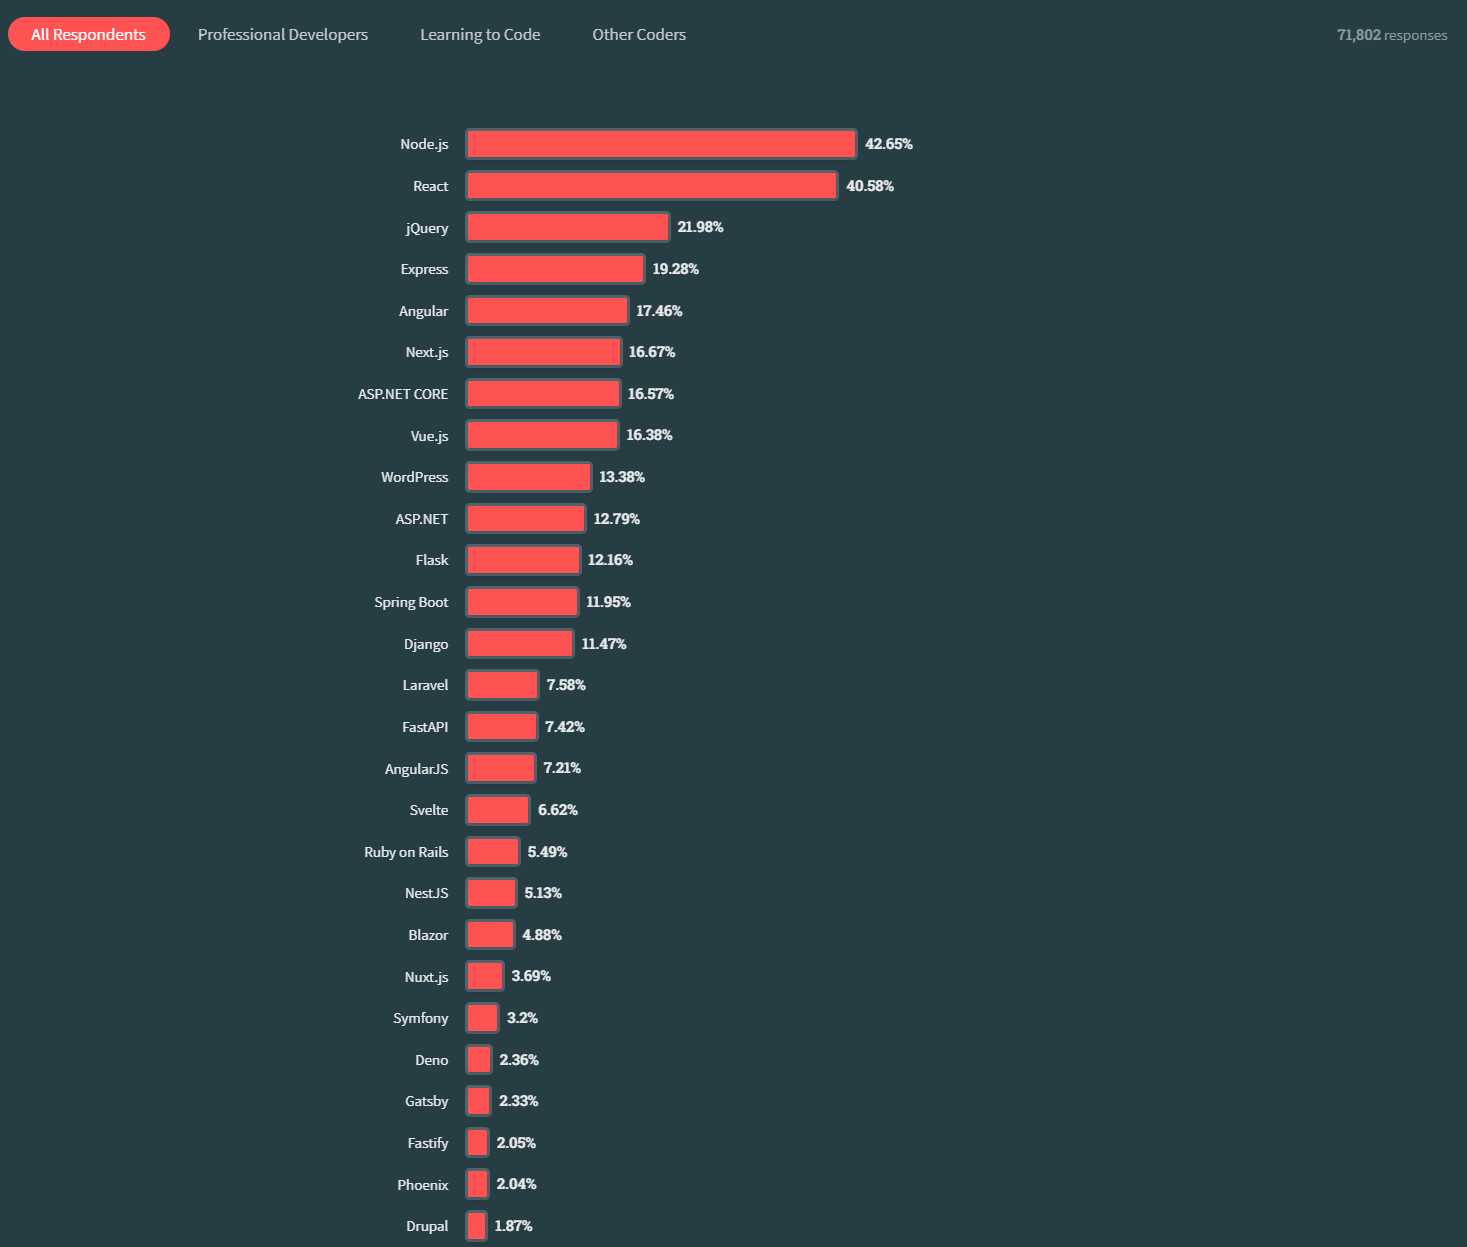 All Respondents Professional Developers Learning to Code Other Coders 71,802 responses
Node.js 42.65%
React 40.58%
jQuery 21.98%
Express 19.28%
Angular 17.46%
Next.js 16.67%
ASP.NET CORE 16.57%
Vue.js 16.38%
WordPress 13.38%
ASP.NET 12.79%
Flask 12.16%
Spring Boot 11.95%
Django 11.47%
Laravel 7.58%
FastAPI 7.42%
AngularJS 7.21%
Svelte 6.62%
Ruby on Rails 5.49%
NestJS 5.13%
Blazor 4.88%
Nuxt.js 3.69%
Symfony 3.2%
Deno 2.36%
Gatsby 2.33%
Fastify 2.05%
Phoenix 2.04%
Drupal 1.87%